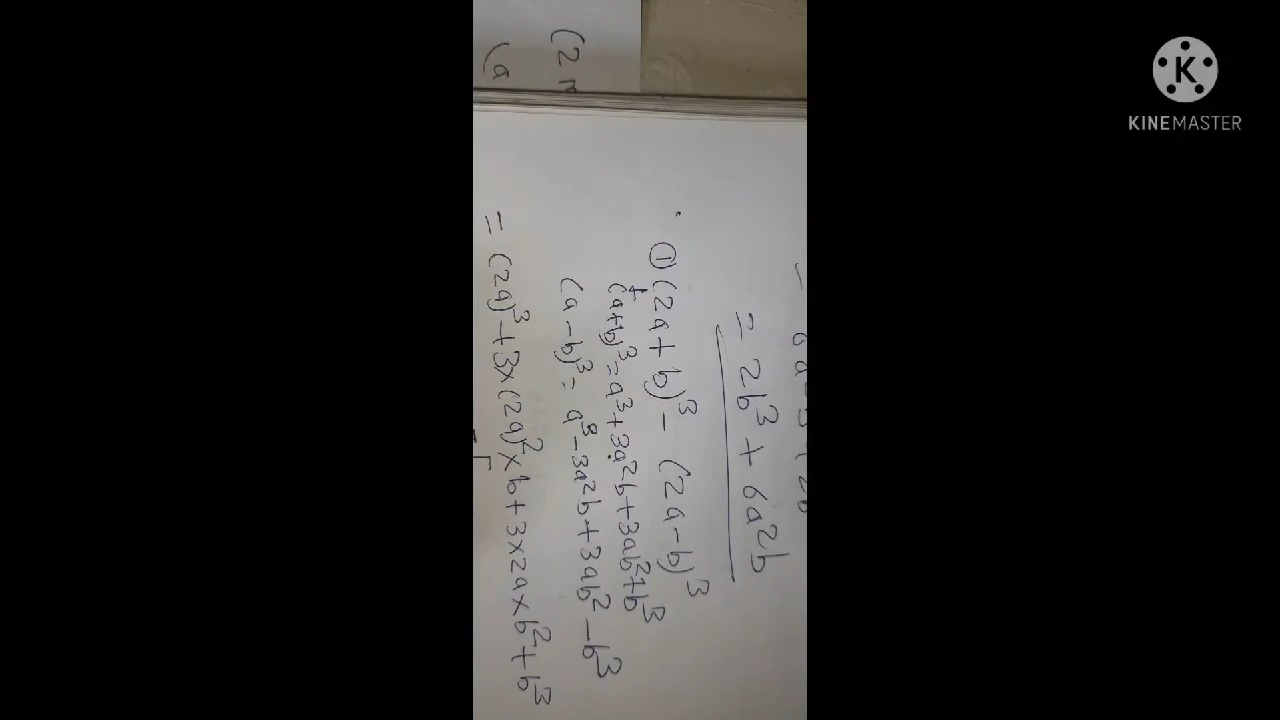 = 2b³ + 6a²b
① (2a + b)³ - (2a - b)³
(a+b)³ = a³ + 3a²b + 3ab² + b³
(a - b)³ = a³ - 3a²b + 3ab² - b³
= (2a)³ + 3×(2a)² × b + 3×2a×b² + b³
(2
(a
KINEMASTER